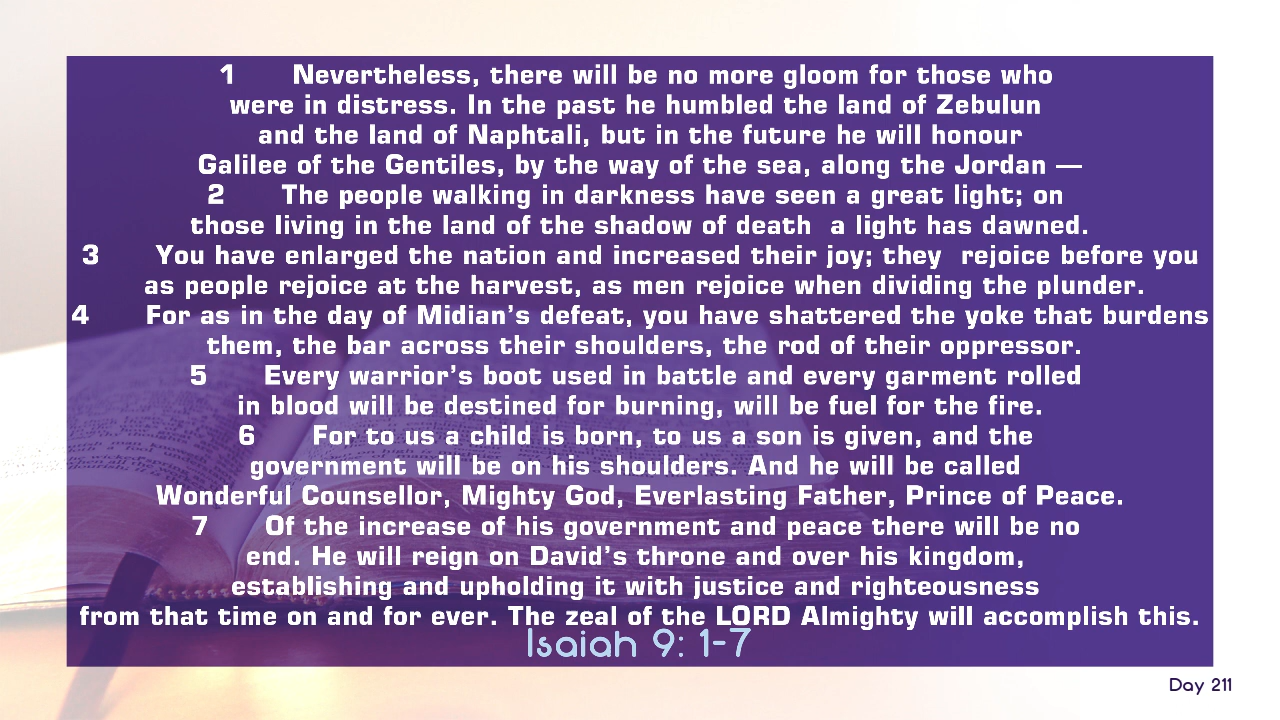 1 Nevertheless, there will be no more gloom for those who
were in distress. In the past he humbled the land of Zebulun
and the land of Naphtali, but in the future he will honour
Galilee of the Gentiles, by the way of the sea, along the Jordan —
2 The people walking in darkness have seen a great light; on
those living in the land of the shadow of death a light has dawned.
3 You have enlarged the nation and increased their joy; they rejoice before you
as people rejoice at the harvest, as men rejoice when dividing the plunder.
4 For as in the day of Midian’s defeat, you have shattered the yoke that burdens
them, the bar across their shoulders, the rod of their oppressor.
5 Every warrior’s boot used in battle and every garment rolled
in blood will be destined for burning, will be fuel for the fire.
6 For to us a child is born, to us a son is given, and the
government will be on his shoulders. And he will be called
Wonderful Counsellor, Mighty God, Everlasting Father, Prince of Peace.
7 Of the increase of his government and peace there will be no
end. He will reign on David’s throne and over his kingdom,
establishing and upholding it with justice and righteousness
from that time on and for ever. The zeal of the LORD Almighty will accomplish this.
Isaiah 9: 1-7
Day 211